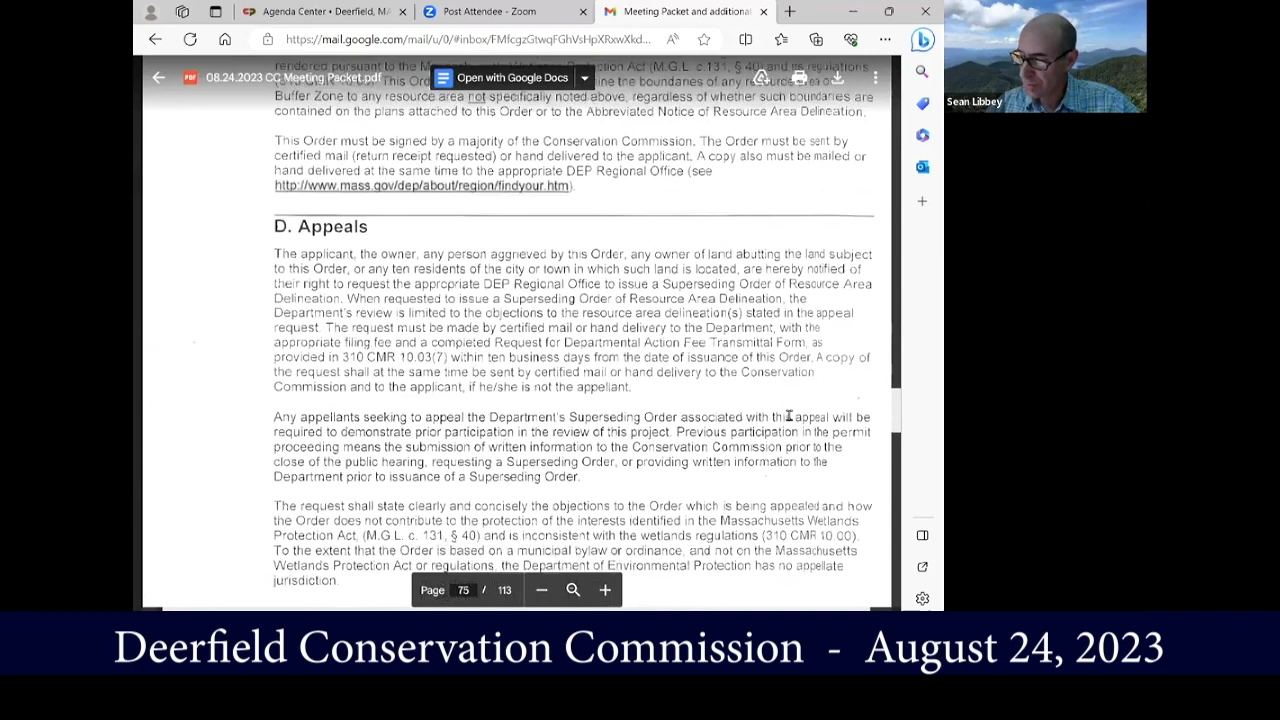 Agenda Center • Deerfield, MA
Post Attendee - Zoom
Meeting Packet and additional
https://mail.google.com/mail/u/0/#inbox/FMfcgzGtwqFGhVsHpXRxwXkd...
08.24.2023 CC Meeting Packet.pdf
Open with Google Docs
Sean Libbey
rendered pursuant to the Protection Act (M.G.L. c.131, § 40) and its regulations
Buffer Zone to any resource area not specifically noted above, regardless of whether such boundaries are
contained on the plans attached to this Order or to the Abbreviated Notice of Resource Area Delineation.
This Order must be signed by a majority of the Conservation Commission. The Order must be sent by
certified mail (return receipt requested) or hand delivered to the applicant. A copy also must be mailed or
hand delivered at the same time to the appropriate DEP Regional Office (see
http://www.mass.gov/dep/about/region/findyour.htm).
D. Appeals
The applicant, the owner, any person aggrieved by this Order, any owner of land abutting the land subject
to this Order, or any ten residents of the city or town in which such land is located, are hereby notified of
their right to request the appropriate DEP Regional Office to issue a Superseding Order of Resource Area
Delineation. When requested to issue a Superseding Order of Resource Area Delineation, the
Department's review is limited to the objections to the resource area delineation(s) stated in the appeal
request. The request must be made by certified mail or hand delivery to the Department, with the
appropriate filing fee and a completed Request for Departmental Action Fee Transmittal Form, as
provided in 310 CMR 10.03(7) within ten business days from the date of issuance of this Order. A copy of
the request shall at the same time be sent by certified mail or hand delivery to the Conservation
Commission and to the applicant, if he/she is not the appellant.
Any appellants seeking to appeal the Department's Superseding Order associated with this appeal will be
required to demonstrate prior participation in the review of this project. Previous participation in the permit
proceeding means the submission of written information to the Conservation Commission prior to the
close of the public hearing, requesting a Superseding Order, or providing written information to the
Department prior to issuance of a Superseding Order.
The request shall state clearly and concisely the objections to the Order which is being appealed and how
the Order does not contribute to the protection of the interests identified in the Massachusetts Wetlands
Protection Act, (M.G.L. c. 131, § 40) and is inconsistent with the wetlands regulations (310 CMR 10.00).
To the extent that the Order is based on a municipal bylaw or ordinance, and not on the Massachusetts
Wetlands Protection Act or regulations, the Department of Environmental Protection has no appellate
jurisdiction.
Page 75 / 113
Deerfield Conservation Commission - August 24, 2023